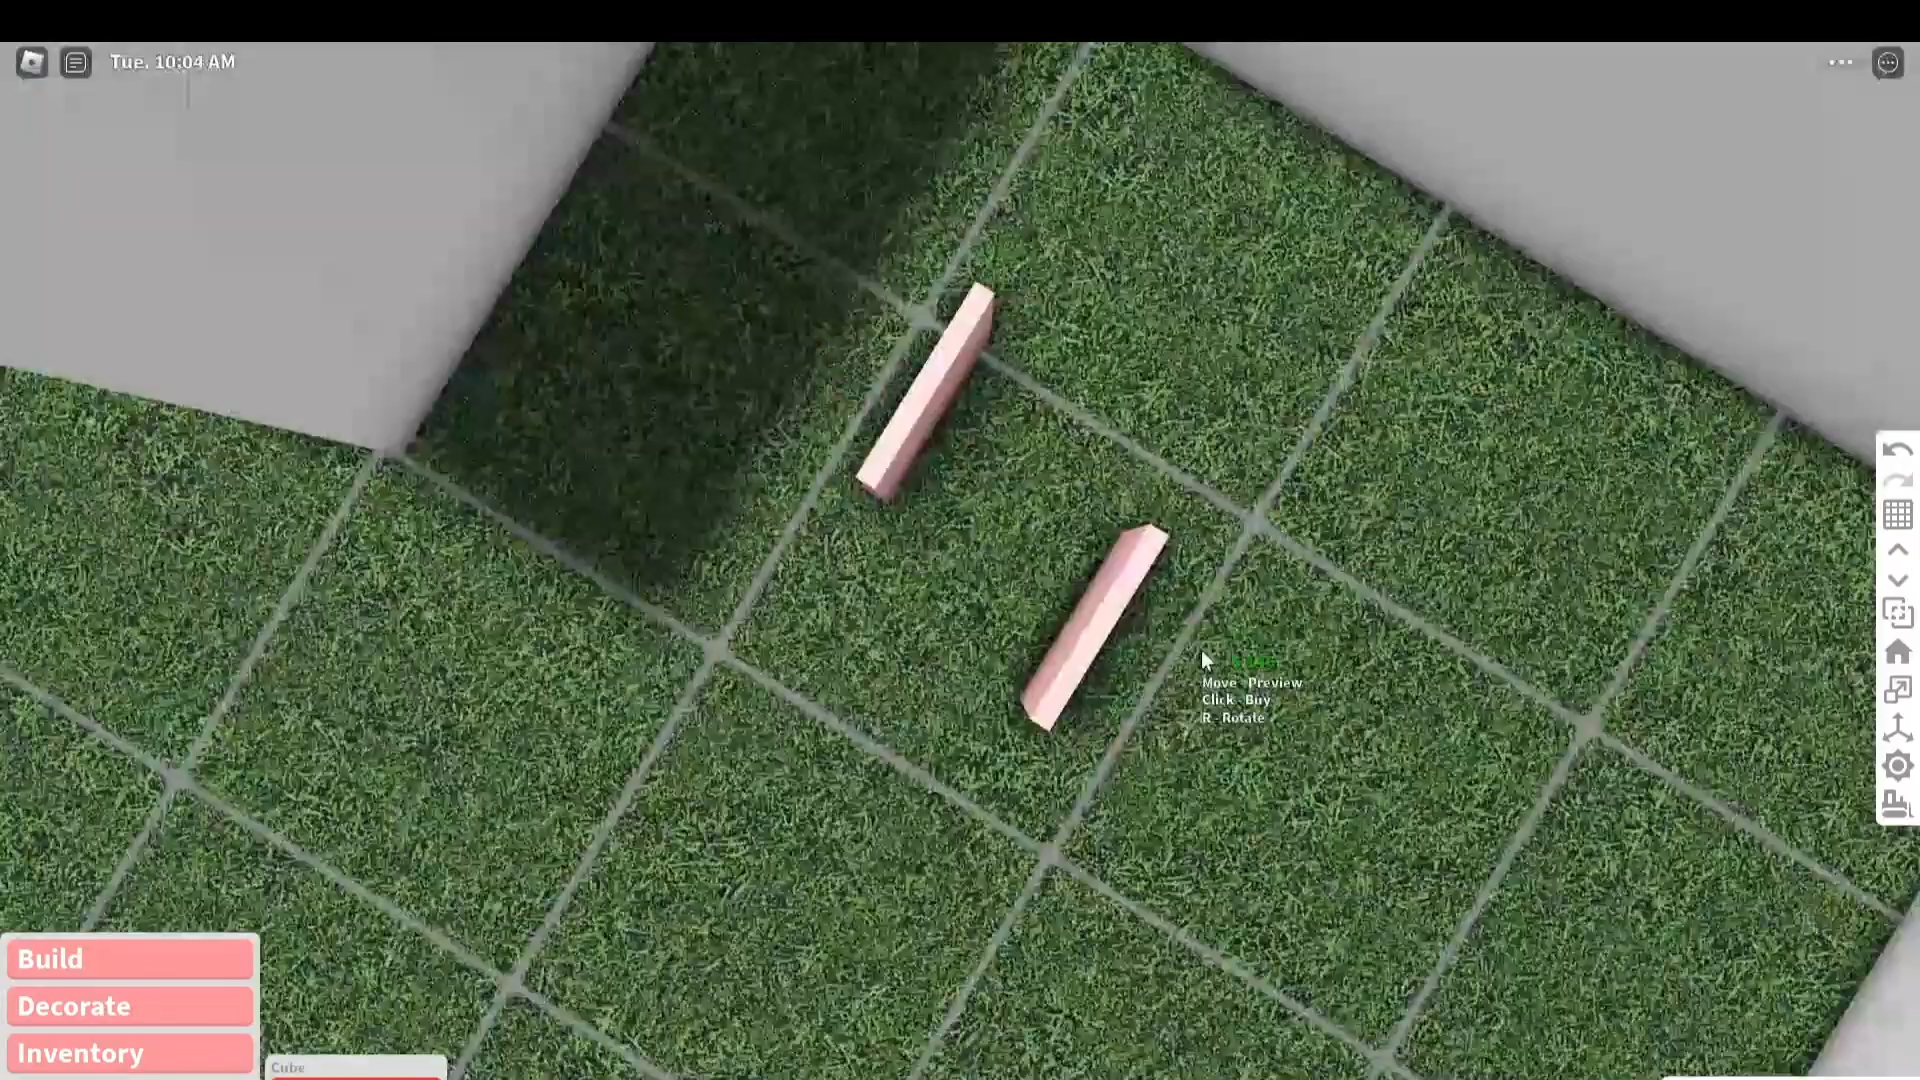 Tue. 10:04 AM
Move - Preview
Click - Buy
R - Rotate
Build
Decorate
Inventory
Cube